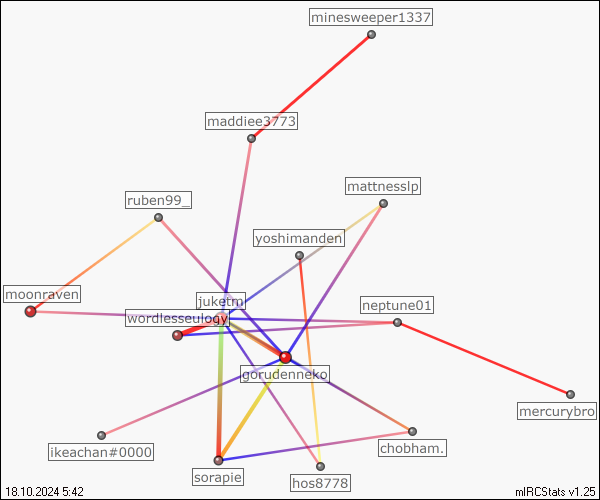 minesweeper1337
maddiee3773
mattnesslp
ruben99_
yoshimanden
moonraven
juketm
neptune01
wordlesseulogy
gorudenneko
mercurybro
chobham.
ikeachan#0000
sorapie
hos8778
18.10.2024 5:42
mIRCStats v1.25